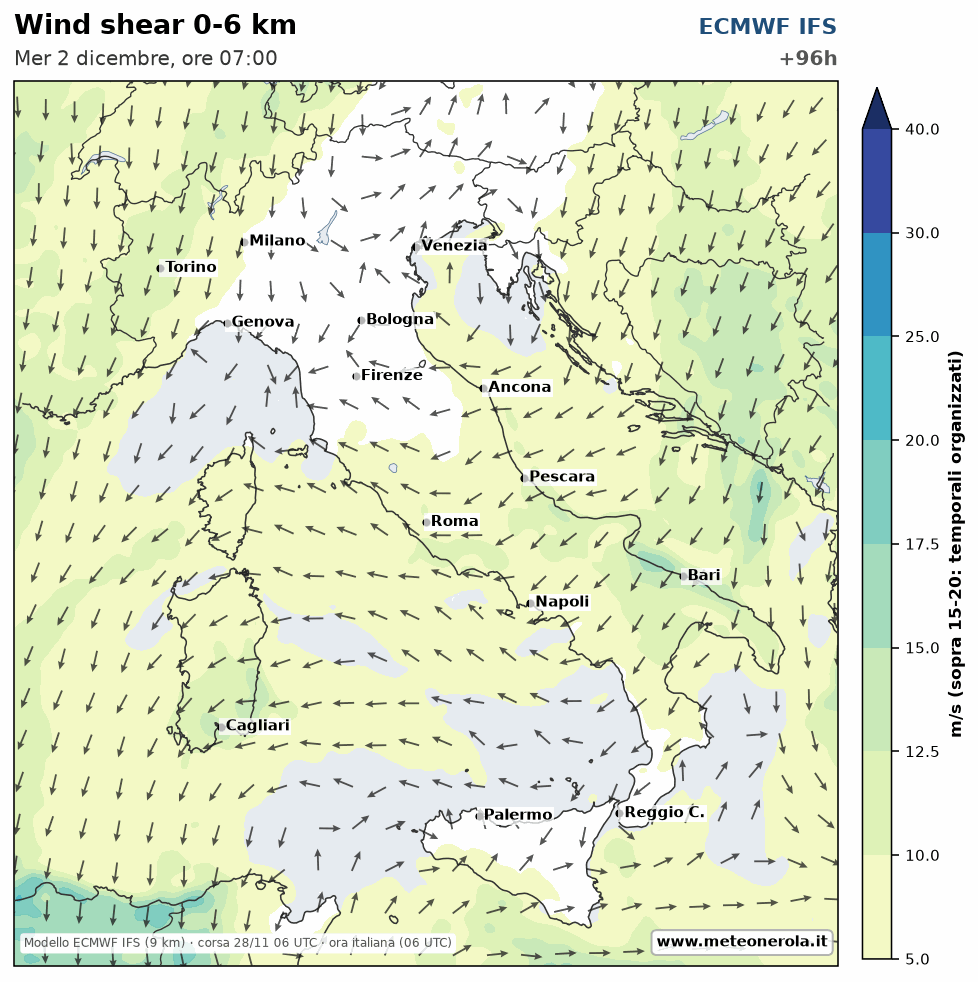 Wind shear 0-6 km
ECMWF IFS
Mer 2 dicembre, ore 07:00
+96h
Milano
Venezia
Torino
Genova
Bologna
Firenze
Ancona
Pescara
Roma
Bari
Napoli
Cagliari
Palermo
Reggio C.
Modello ECMWF IFS (9 km) · corsa 28/11 06 UTC · ora italiana (06 UTC)
www.meteonerola.it
40.0
30.0
25.0
20.0
17.5
15.0
12.5
10.0
5.0
m/s (sopra 15-20: temporali organizzati)